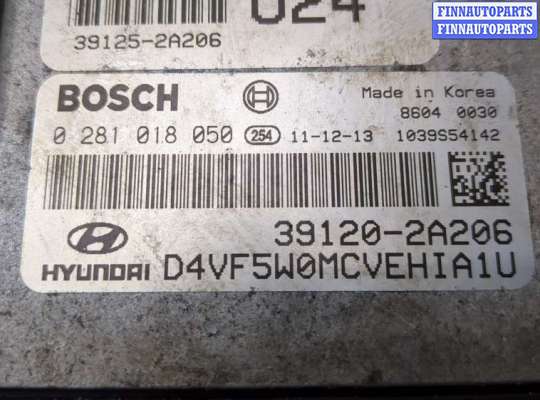 FINNAUTOPARTS
FINNAUTOPARTS
U24
39125-2A206
BOSCH
Made in Korea
8604 0030
0 281 018 050 254 11-12-13 1039S54142
39120-2A206
HYUNDAI D4VF5W0MCVEHIA1U